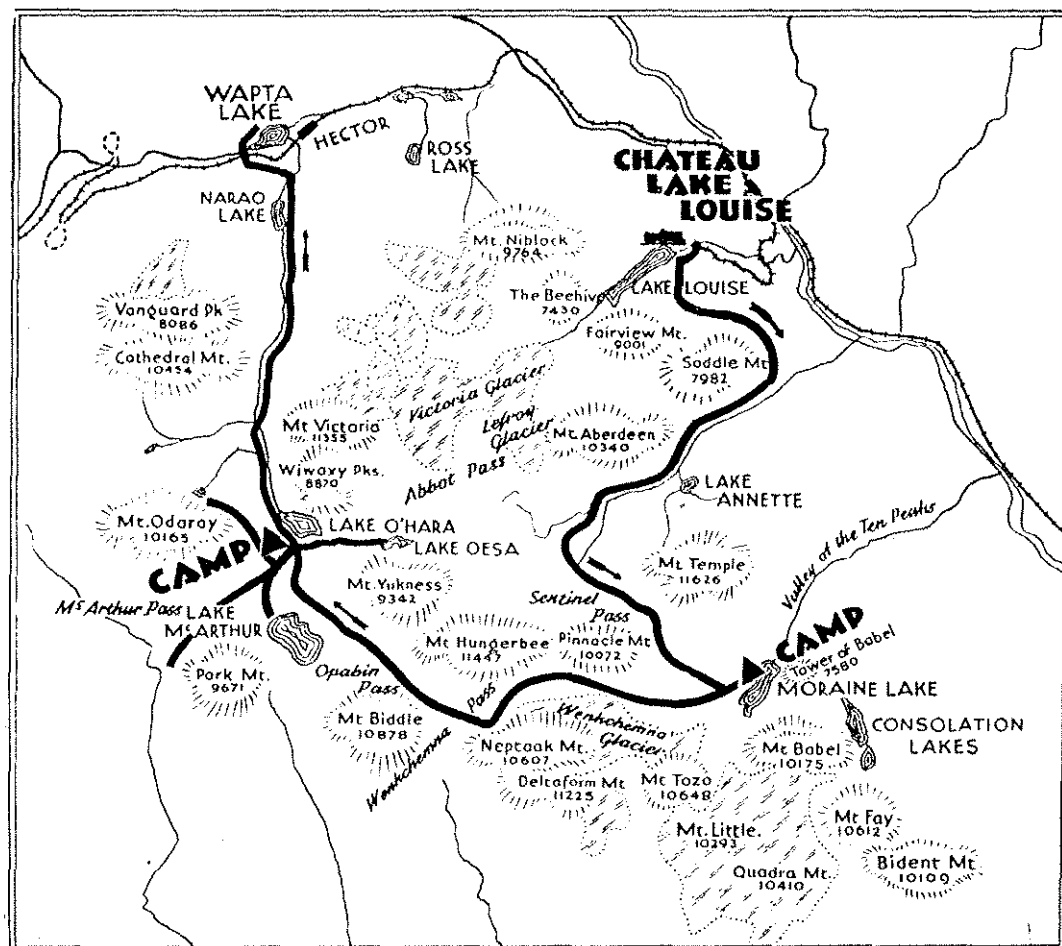 WAPTA
LAKE
HECTOR
ROSS
LAKE
CHATEAU
LAKE
LOUISE
NARAO
LAKE
Mt. Niblock
9764
The Beehive
7430
LAKE LOUISE
Vanguard Pk
8086
Fairview Mt.
9001
Cathedral Mt.
10454
Saddle Mt
7982
Victoria Glacier
Mt Victoria
11355
Lefroy
Glacier
Mt. Aberdeen
10340
Wiwaxy Pks.
8870
Abbot Pass
LAKE
ANNETTE
Mt. Odaray
10165
LAKE O'HARA
LAKE OESA
CAMP
Valley of the Ten Peaks
Mt. Temple
11626
Mt. Yukness
9342
Sentinel
Pass
Mc Arthur Pass
LAKE
McARTHUR
Mt Hungerbee
11447
Pinnacle Mt
10072
CAMP
Tower of Babel
7580
Park Mt.
9671
Opabin
Pass
MORAINE LAKE
Mt Biddle
10878
Wenkchemna Pass
Wenkchemna
Glacier
CONSOLATION
LAKES
Neptaak Mt.
10607
Mt Babel
10175
Deltaform Mt
11225
Mt Tozo
10648
Mt Fay
10612
Mt. Little.
10293
Bident Mt
10109
Quadra Mt.
10410